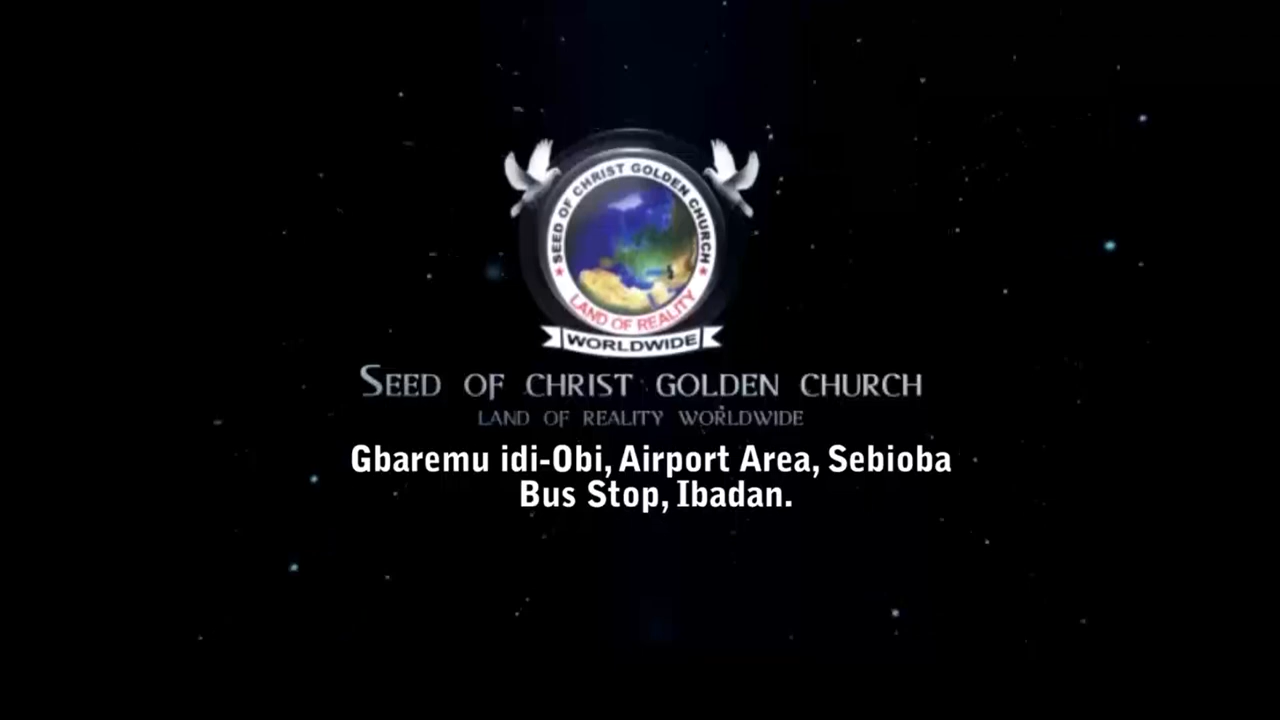 SEED OF CHRIST GOLDEN CHURCH
LAND OF REALITY
WORLDWIDE
SEED OF CHRIST GOLDEN CHURCH
LAND OF REALITY WORLDWIDE
Gbaremu idi-Obi, Airport Area, Sebioba
Bus Stop, Ibadan.